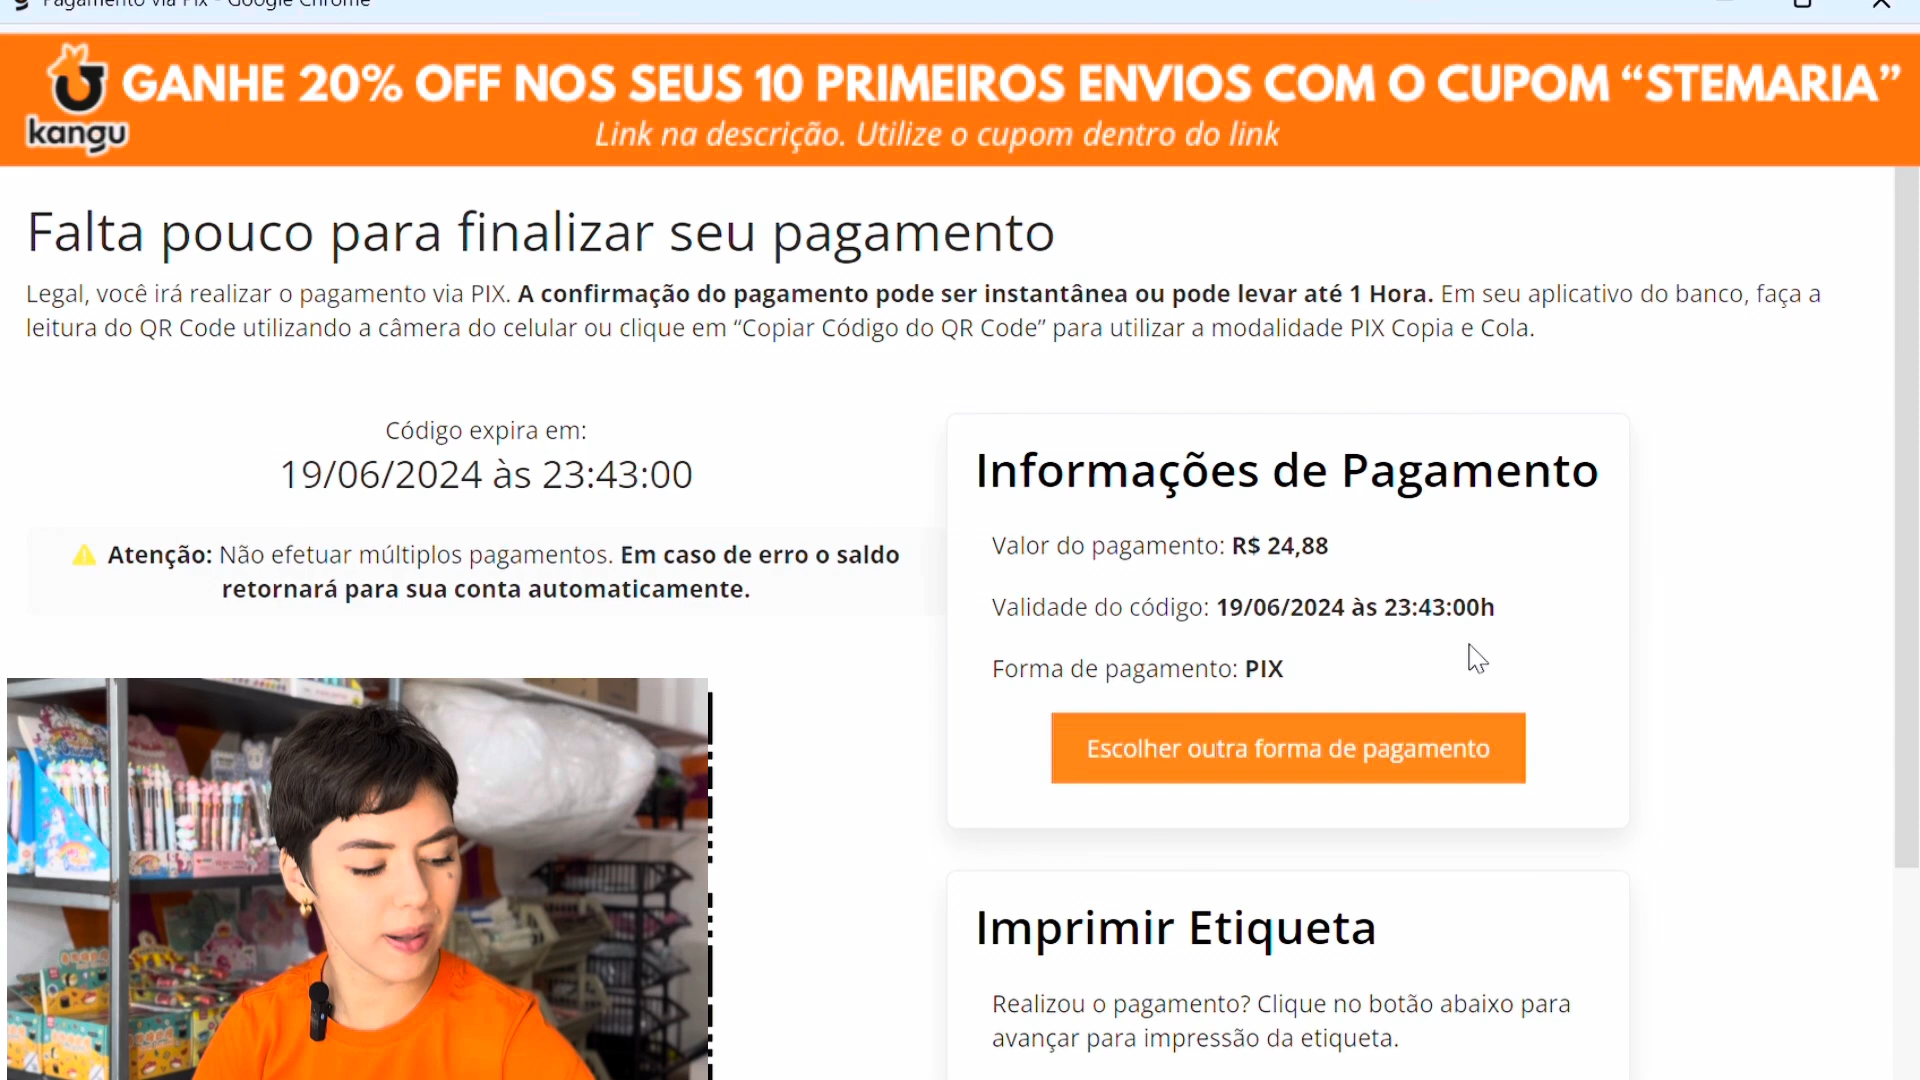 Pagamento via Pix - Google Chrome
GANHE 20% OFF NOS SEUS 10 PRIMEIROS ENVIOS COM O CUPOM “STEMARIA”
kangu
Link na descrição. Utilize o cupom dentro do link
Falta pouco para finalizar seu pagamento
Legal, você irá realizar o pagamento via PIX. A confirmação do pagamento pode ser instantânea ou pode levar até 1 Hora. Em seu aplicativo do banco, faça a
leitura do QR Code utilizando a câmera do celular ou clique em “Copiar Código do QR Code” para utilizar a modalidade PIX Copia e Cola.
Código expira em:
19/06/2024 às 23:43:00
Atenção: Não efetuar múltiplos pagamentos. Em caso de erro o saldo
retornará para sua conta automaticamente.
Informações de Pagamento
Valor do pagamento: R$ 24,88
Validade do código: 19/06/2024 às 23:43:00h
Forma de pagamento: PIX
Escolher outra forma de pagamento
Imprimir Etiqueta
Realizou o pagamento? Clique no botão abaixo para
avançar para impressão da etiqueta.